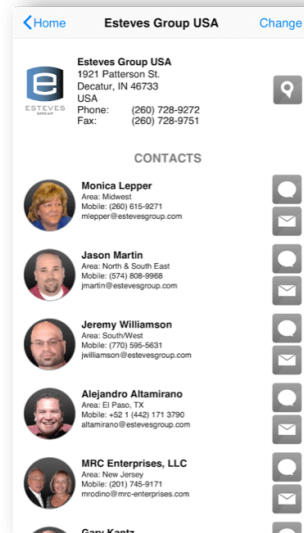 Home Esteves Group USA Change
Esteves Group USA
1921 Patterson St.
Decatur, IN 46733
USA
Phone: (260) 728-9272
Fax: (260) 728-9751
ESTEVES
GROUP
CONTACTS
Monica Lepper
Area: Midwest
Mobile: (260) 615-9271
mlepper@estevesgroup.com
Jason Martin
Area: North & South East
Mobile: (574) 808-9968
jmartin@estevesgroup.com
Jeremy Williamson
Area: South/West
Mobile: (770) 595-5631
jwilliamson@estevesgroup.com
Alejandro Altamirano
Area: El Paso, TX
Mobile: +52 1 (442) 171 3790
altamirano@estevesgroup.com
MRC Enterprises, LLC
Area: New Jersey
Mobile: (201) 745-9171
mrodino@mrc-enterprises.com
Gary Kantz